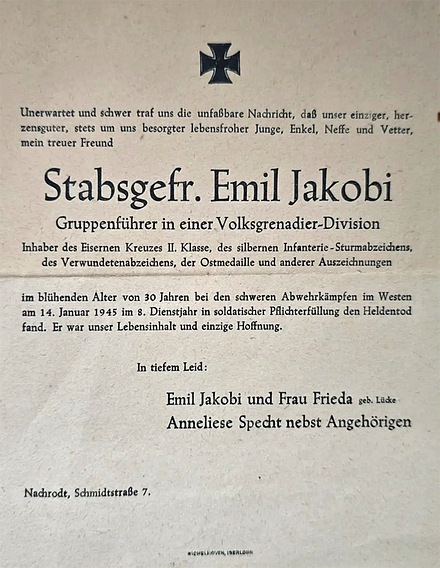 Unerwartet und schwer traf uns die unfaßbare Nachricht, daß unser einziger, her-
zensguter, stets um uns besorgter lebensfroher Junge, Enkel, Neffe und Vetter,
mein treuer Freund
Stabsgefr. Emil Jakobi
Gruppenführer in einer Volksgrenadier-Division
Inhaber des Eisernen Kreuzes II. Klasse, des silbernen Infanterie-Sturmabzeichens,
des Verwundetenabzeichens, der Ostmedaille und anderer Auszeichnungen
im blühenden Alter von 30 Jahren bei den schweren Abwehrkämpfen im Westen
am 14. Januar 1945 im 8. Dienstjahr in soldatischer Pflichterfüllung den Heldentod
fand. Er war unser Lebensinhalt und einzige Hoffnung.
In tiefem Leid:
Emil Jakobi und Frau Frieda geb. Lücke
Anneliese Specht nebst Angehörigen
Nachrodt, Schmidtstraße 7.
WICHELHOVEN, ISERLOHN